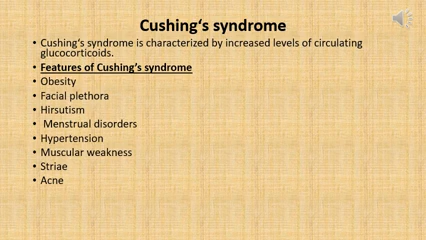 Cushing‘s syndrome
• Cushing‘s syndrome is characterized by increased levels of circulating
glucocorticoids.
• Features of Cushing’s syndrome
• Obesity
• Facial plethora
• Hirsutism
• Menstrual disorders
• Hypertension
• Muscular weakness
• Striae
• Acne